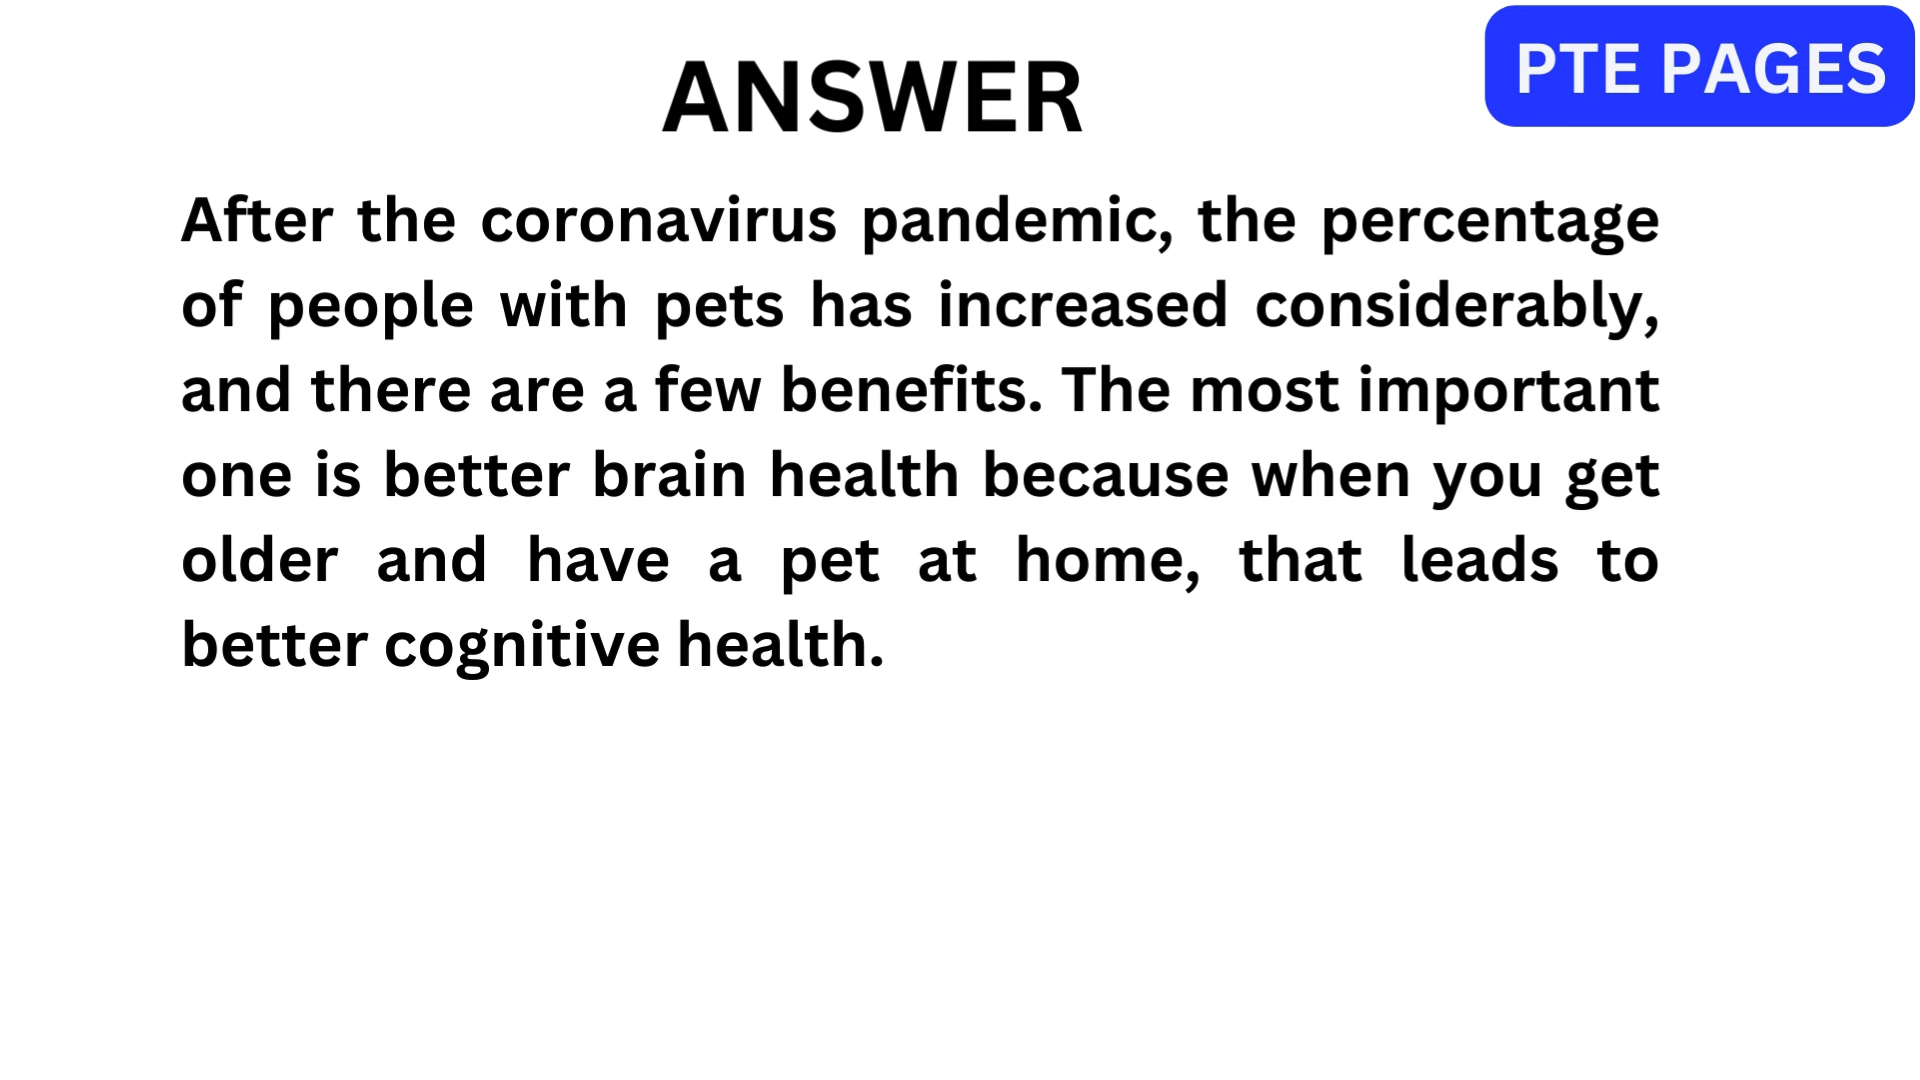 PTE PAGES
ANSWER
After the coronavirus pandemic, the percentage
of people with pets has increased considerably,
and there are a few benefits. The most important
one is better brain health because when you get
older and have a pet at home, that leads to
better cognitive health.